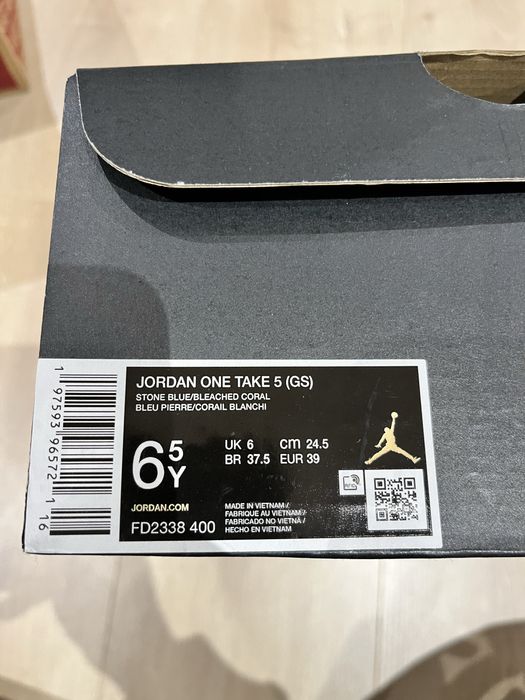 JORDAN ONE TAKE 5 (GS)
STONE BLUE/BLEACHED CORAL
BLEU PIERRE/CORAIL BLANCHI
6 5 Y
UK 6 cm 24.5
BR 37.5 EUR 39
JORDAN.COM
FD2338 400
MADE IN VIETNAM /
FABRIQUÉ AU VIETNAM /
FABRICADO NO VIETNÃ /
HECHO EN VIETNAM
1 97593 96572 1 16